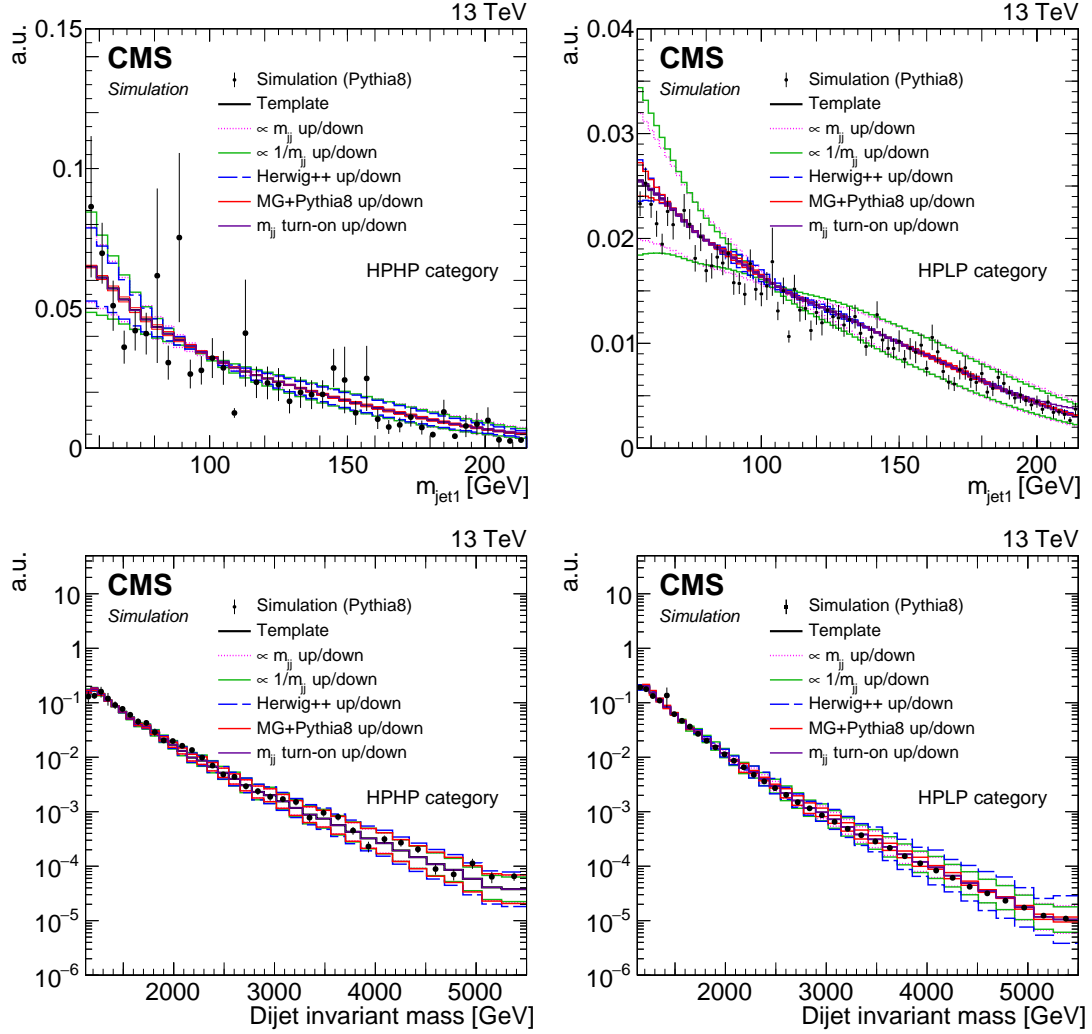 13 TeV
a.u.
0.15
0.1
0.05
0
CMS
Simulation
Simulation (Pythia8)
Template
∝ m_jj up/down
∝ 1/m_jj up/down
Herwig++ up/down
MG+Pythia8 up/down
m_jj turn-on up/down
HPHP category
100 150 200
m_jet1 [GeV]
13 TeV
a.u.
0.04
0.03
0.02
0.01
0
CMS
Simulation
Simulation (Pythia8)
Template
∝ m_jj up/down
∝ 1/m_jj up/down
Herwig++ up/down
MG+Pythia8 up/down
m_jj turn-on up/down
HPLP category
100 150 200
m_jet1 [GeV]
13 TeV
a.u.
10
1
10^−1
10^−2
10^−3
10^−4
10^−5
10^−6
CMS
Simulation
Simulation (Pythia8)
Template
∝ m_jj up/down
∝ 1/m_jj up/down
Herwig++ up/down
MG+Pythia8 up/down
m_jj turn-on up/down
HPHP category
2000 3000 4000 5000
Dijet invariant mass [GeV]
13 TeV
a.u.
10
1
10^−1
10^−2
10^−3
10^−4
10^−5
10^−6
CMS
Simulation
Simulation (Pythia8)
Template
∝ m_jj up/down
∝ 1/m_jj up/down
Herwig++ up/down
MG+Pythia8 up/down
m_jj turn-on up/down
HPLP category
2000 3000 4000 5000
Dijet invariant mass [GeV]